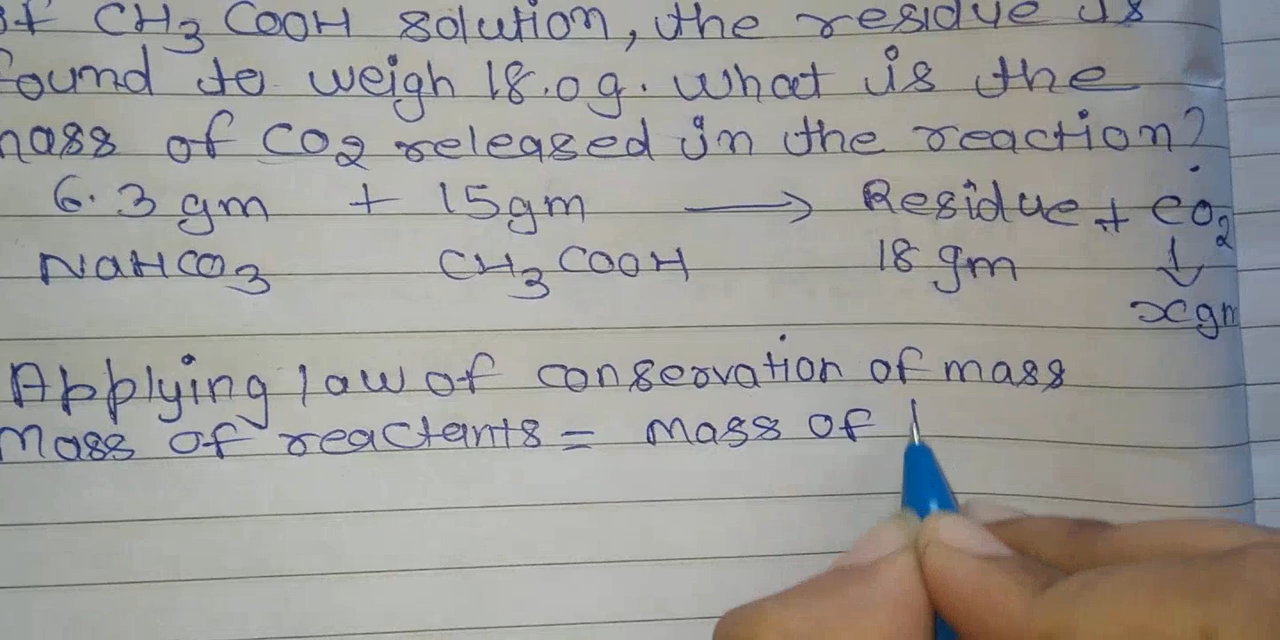 of CH3COOH solution, the residue is
found to weigh 18.0g. What is the
mass of CO2 released in the reaction?
6.3 gm + 15gm → Residue + CO2
NaHCO3 CH3COOH 18 gm ↓
x gm
Applying law of conservation of mass
Mass of reactants = Mass of